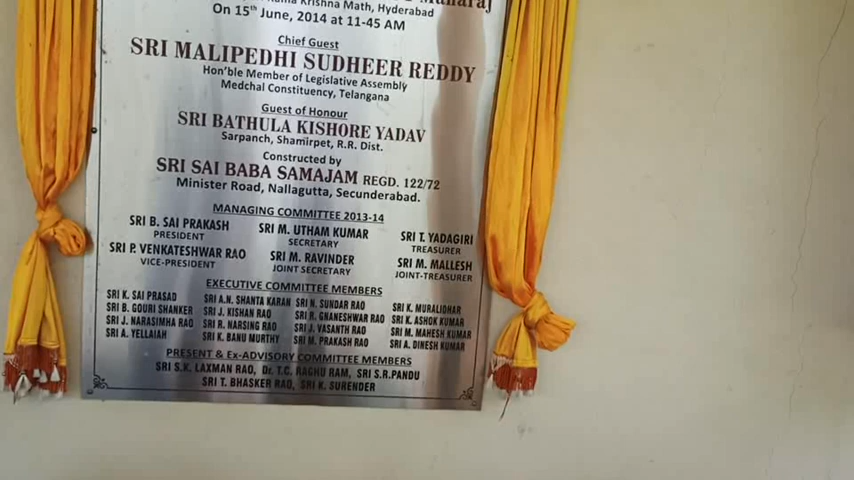 Rama Krishna Math, Hyderabad
Maharaj
On 15th June, 2014 at 11-45 AM
Chief Guest
SRI MALIPEDHI SUDHEER REDDY
Hon'ble Member of Legislative Assembly
Medchal Constituency, Telangana
Guest of Honour
SRI BATHULA KISHORE YADAV
Sarpanch, Shamirpet, R.R. Dist.
Constructed by
SRI SAI BABA SAMAJAM REGD. 122/72
Minister Road, Nallagutta, Secunderabad.
MANAGING COMMITTEE 2013-14
SRI B. SAI PRAKASH SRI M. UTHAM KUMAR SRI T. YADAGIRI
PRESIDENT SECRETARY TREASURER
SRI P. VENKATESHWAR RAO SRI M. RAVINDER SRI M. MALLESH
VICE-PRESIDENT JOINT SECRETARY JOINT-TREASURER
EXECUTIVE COMMITTEE MEMBERS
SRI K. SAI PRASAD SRI A.N. SHANTA KARAN SRI N. SUNDAR RAO SRI K. MURALIDHAR
SRI B. GOURI SHANKER SRI J. KISHAN RAO SRI R. GNANESHWAR RAO SRI K. ASHOK KUMAR
SRI J. NARASIMHA RAO SRI R. NARSING RAO SRI J. VASANTH RAO SRI M. MAHESH KUMAR
SRI A. YELLAIAH SRI K. BANU MURTHY SRI M. PRAKASH RAO SRI A. DINESH KUMAR
PRESENT & Ex-ADVISORY COMMITTEE MEMBERS
SRI S.K. LAXMAN RAO, Dr. T.C. RAGHU RAM, SRI S.R.PANDU
SRI T. BHASKER RAO, SRI K. SURENDER